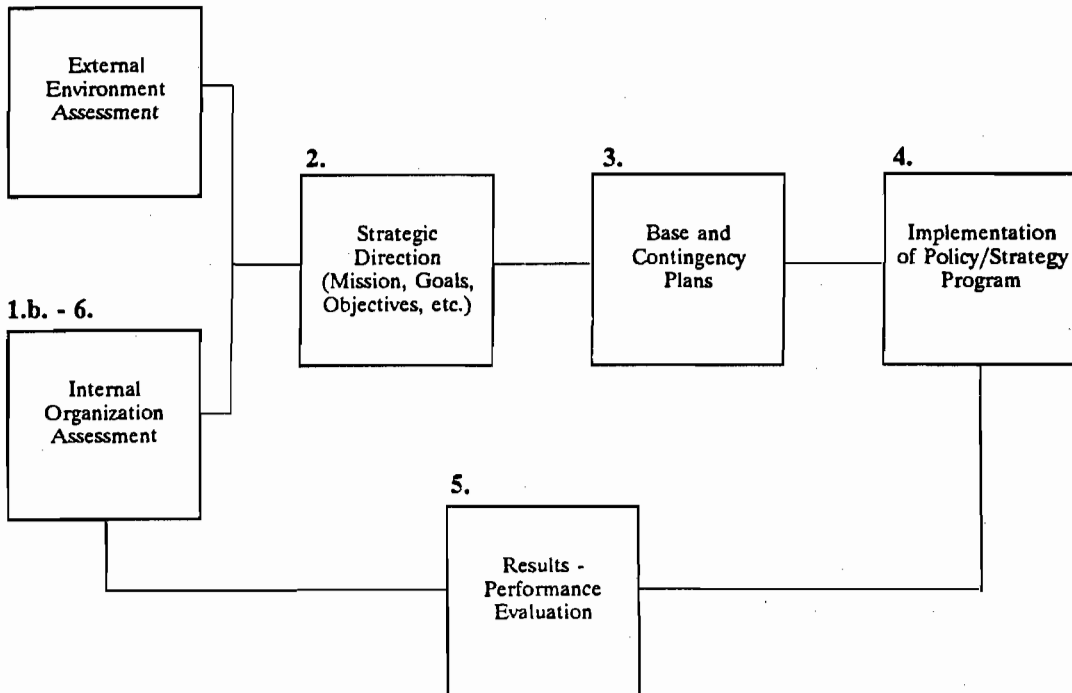 External
Environment
Assessment
2.
Strategic
Direction
(Mission, Goals,
Objectives, etc.)
3.
Base and
Contingency
Plans
4.
Implementation
of Policy/Strategy
Program
1.b. - 6.
Internal
Organization
Assessment
5.
Results -
Performance
Evaluation